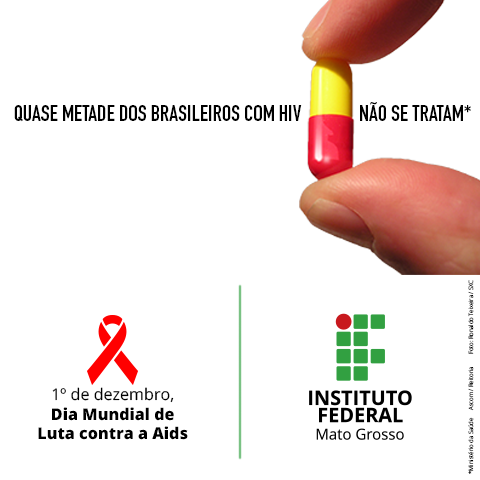 QUASE METADE DOS BRASILEIROS COM HIV NÃO SE TRATAM*
1º de dezembro,
Dia Mundial de
Luta contra a Aids
INSTITUTO
FEDERAL
Mato Grosso
*Ministério da Saúde Ascom / Reitoria Foto: Ronaldo Teixeira / SXC